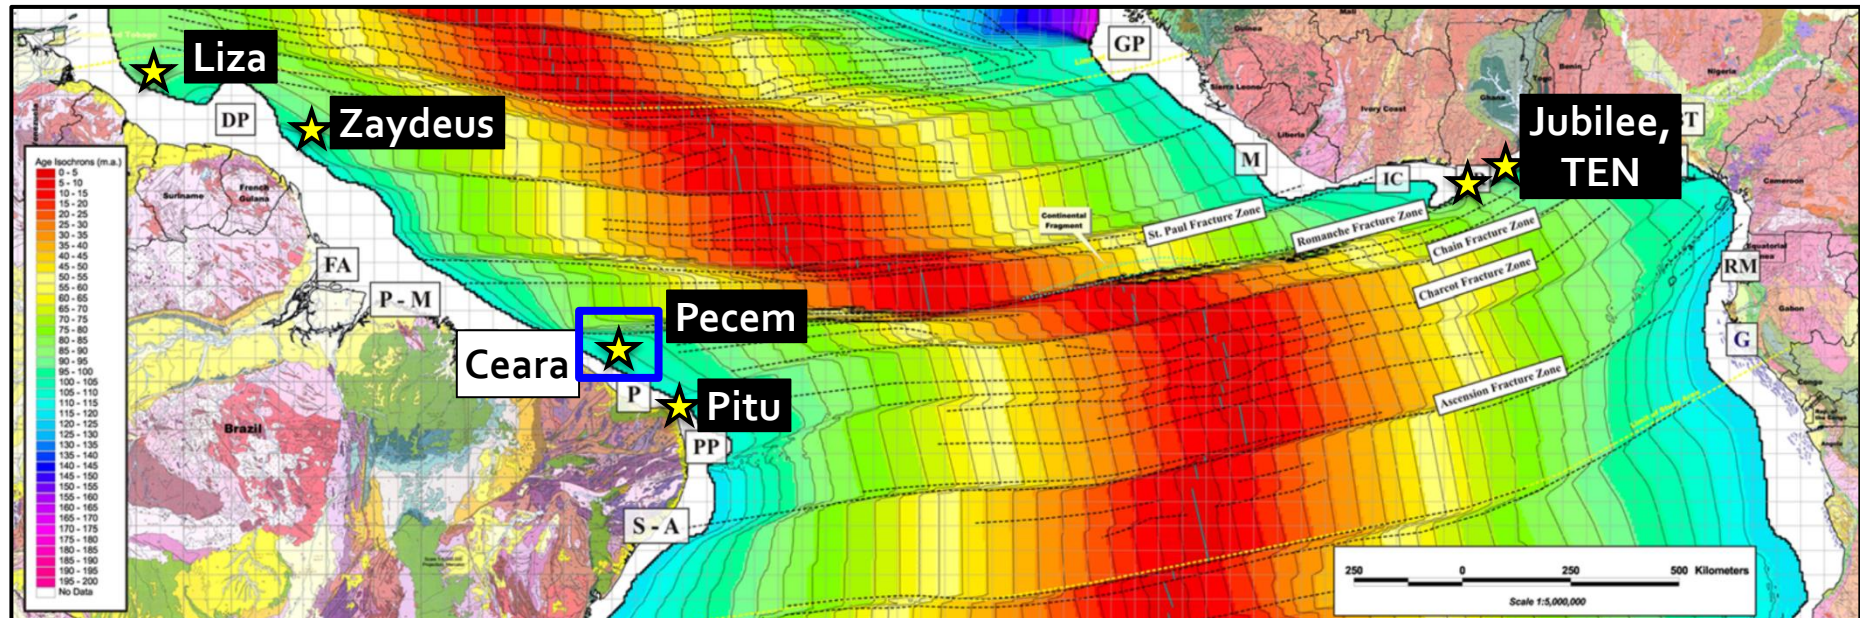 Liza
Zaydeus
DP
GP
Guinea
Mali
Sierra Leone
Liberia
Ivory Coast
Ghana
Togo
Benin
Nigeria
Cameroon
Jubilee,
TEN
M
IC
Age Isochrons (m.a.)
0 - 5
5 - 10
10 - 15
15 - 20
20 - 25
25 - 30
30 - 35
35 - 40
40 - 45
45 - 50
50 - 55
55 - 60
60 - 65
65 - 70
70 - 75
75 - 80
80 - 85
85 - 90
90 - 95
95 - 100
100 - 105
105 - 110
110 - 115
115 - 120
120 - 125
125 - 130
130 - 135
135 - 140
140 - 145
145 - 150
150 - 155
155 - 160
160 - 165
165 - 170
170 - 175
175 - 180
180 - 185
185 - 190
190 - 195
195 - 200
No Data
Suriname
French
Guiana
FA
P - M
Continental
Fragment
St. Paul Fracture Zone
Romanche Fracture Zone
Chain Fracture Zone
Charcot Fracture Zone
Ascension Fracture Zone
RM
Gabon
G
Congo
Pecem
Ceara
P
Pitu
PP
Brazil
S - A
250
0
250
500 Kilometers
Scale 1:5,000,000